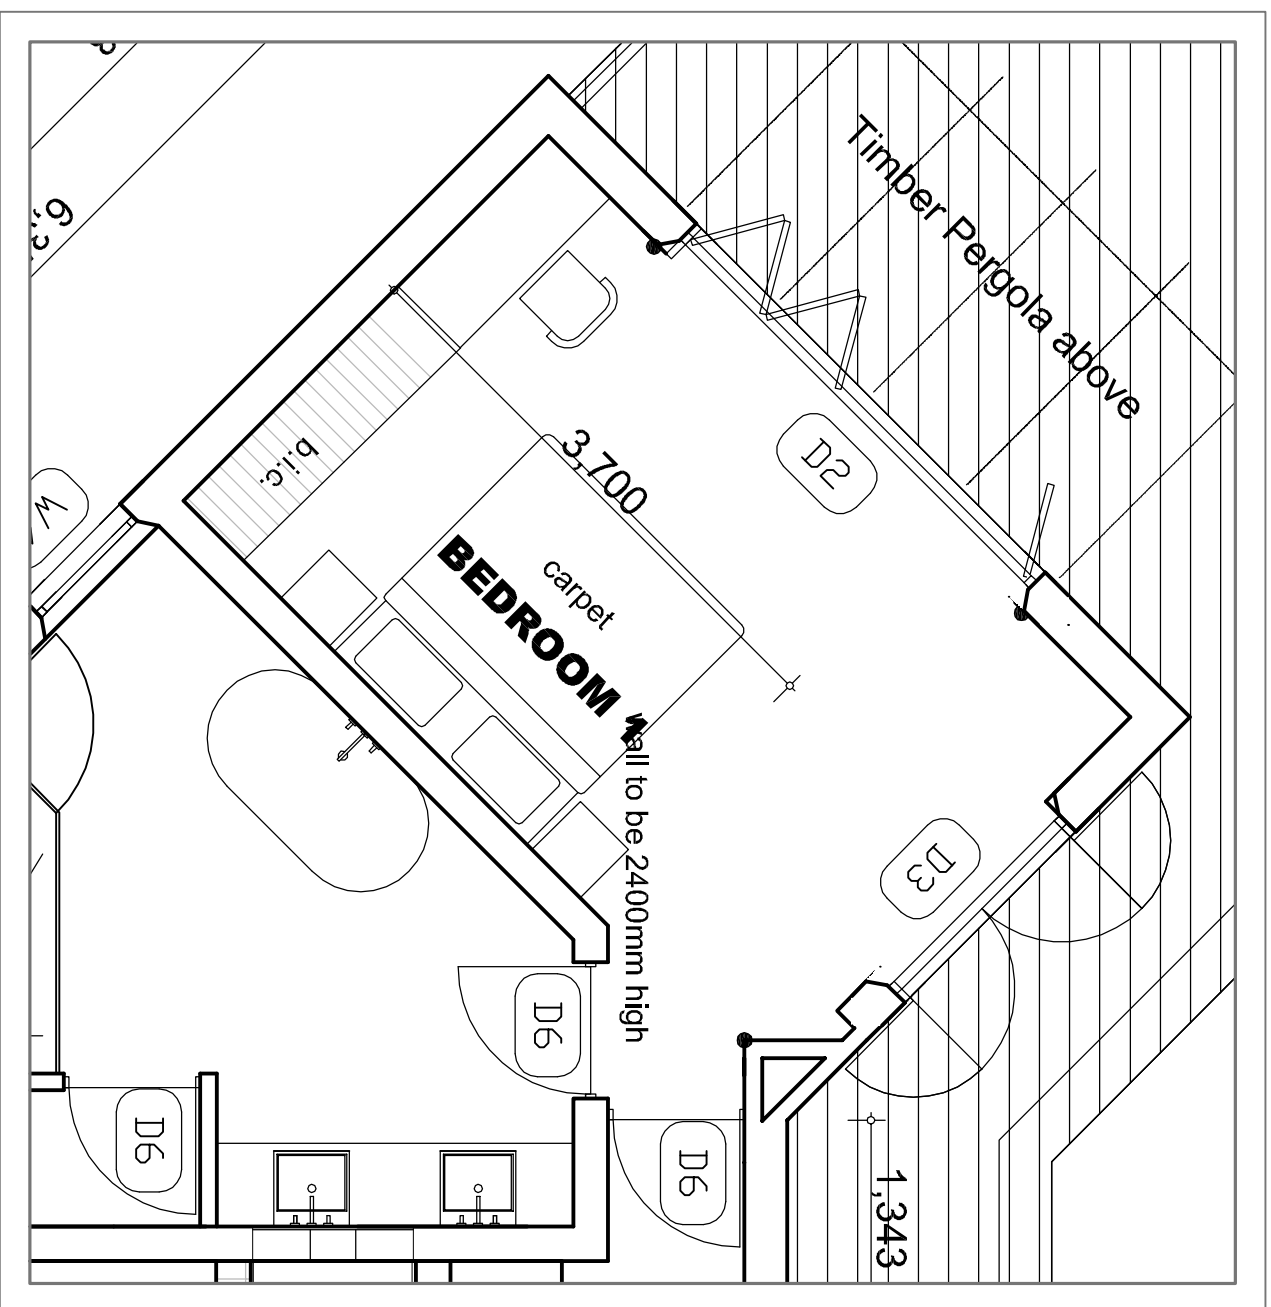 Timber Pergola above
b.i.c.
D2
3,700
carpet
BEDROOM 1
Wall to be 2400mm high
D3
D6
D6
D6
1,343
W